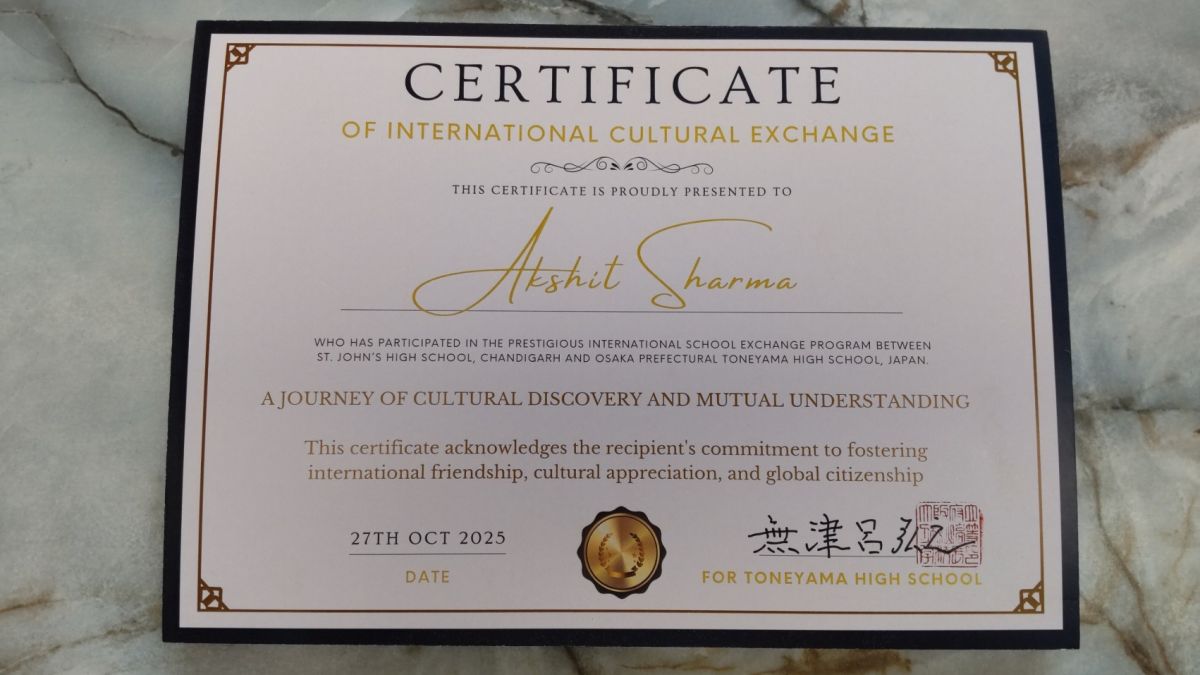 CERTIFICATE
OF INTERNATIONAL CULTURAL EXCHANGE
THIS CERTIFICATE IS PROUDLY PRESENTED TO
Akshit Sharma
WHO HAS PARTICIPATED IN THE PRESTIGIOUS INTERNATIONAL SCHOOL EXCHANGE PROGRAM BETWEEN
ST. JOHN'S HIGH SCHOOL, CHANDIGARH AND OSAKA PREFECTURAL TONEYAMA HIGH SCHOOL, JAPAN.
A JOURNEY OF CULTURAL DISCOVERY AND MUTUAL UNDERSTANDING
This certificate acknowledges the recipient's commitment to fostering
international friendship, cultural appreciation, and global citizenship
27TH OCT 2025
無津呂弘之
DATE
FOR TONEYAMA HIGH SCHOOL